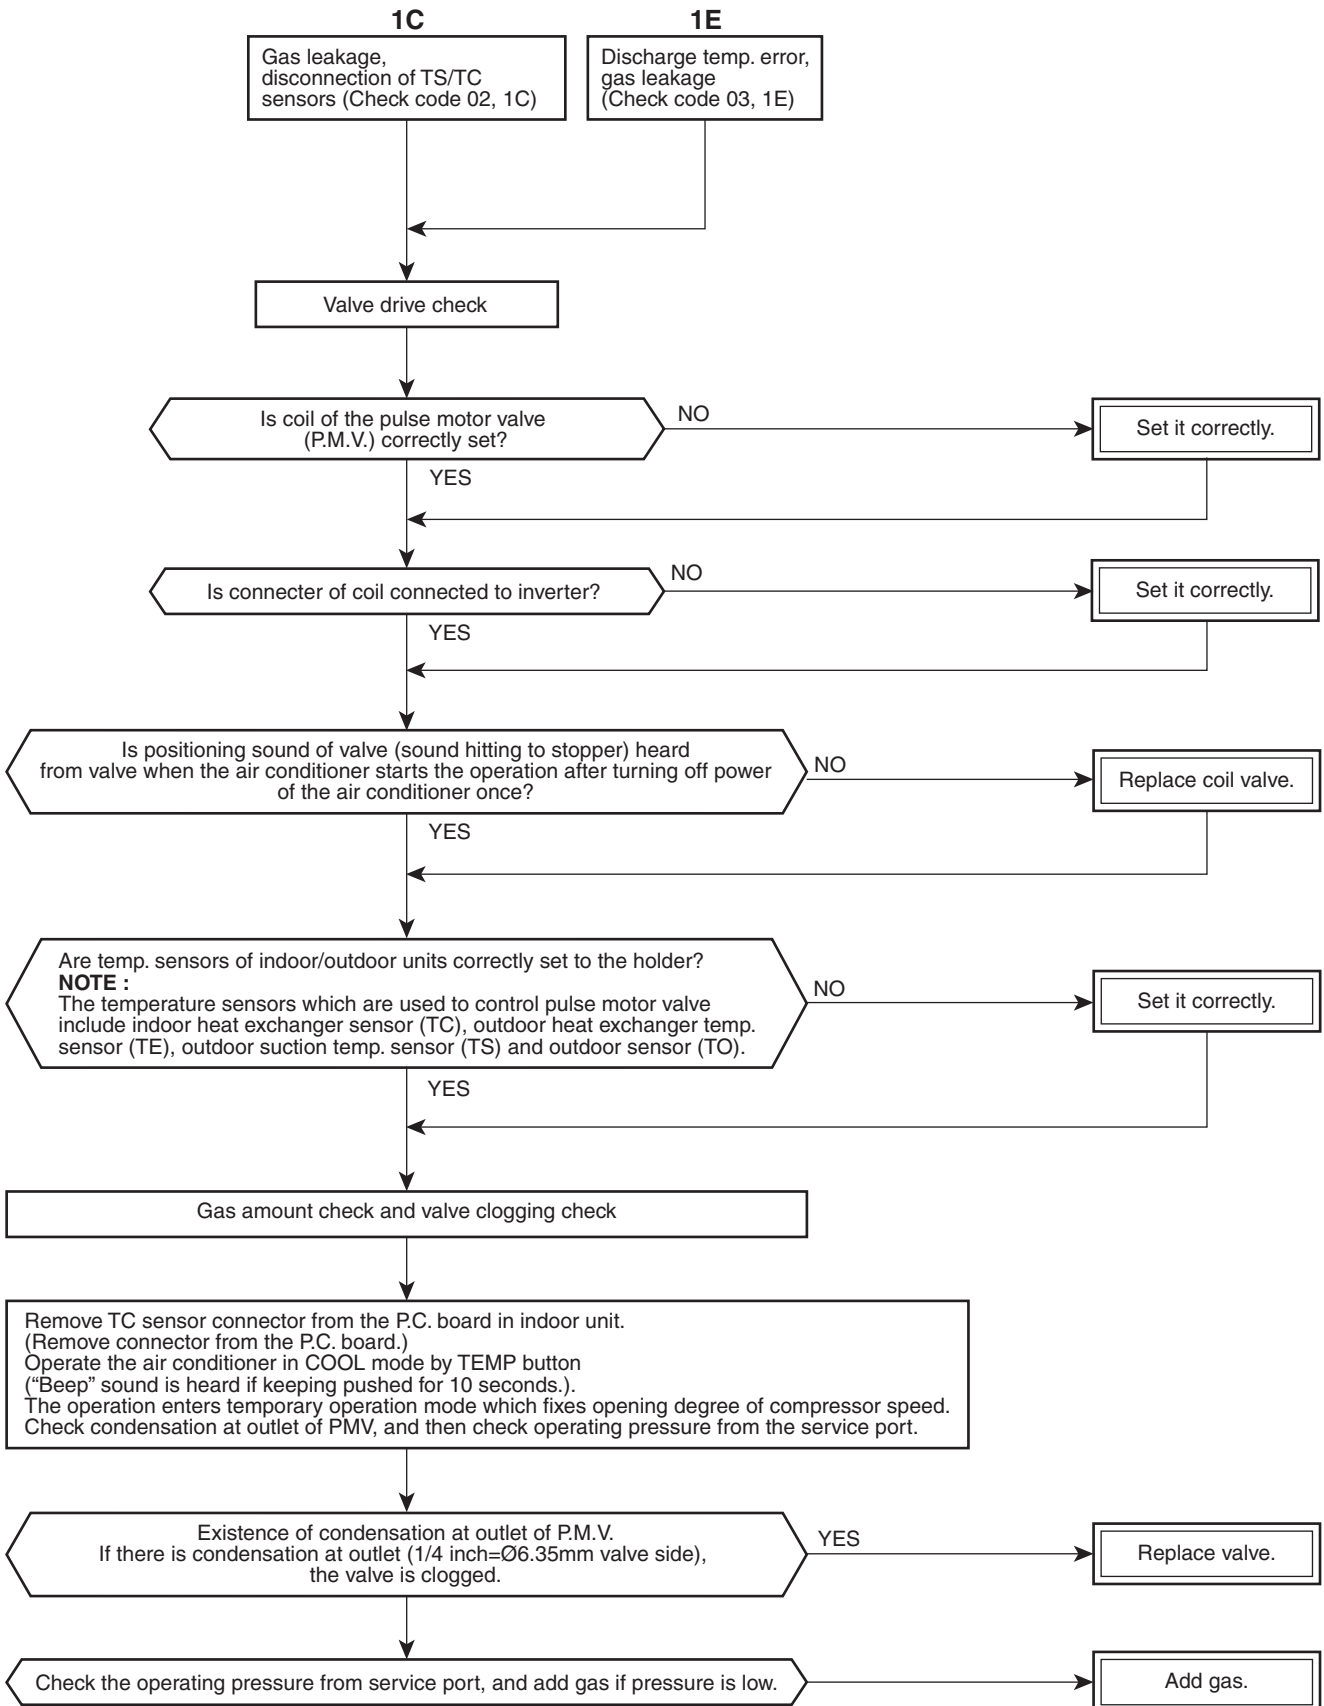 1C
Gas leakage,
disconnection of TS/TC
sensors (Check code 02, 1C)
1E
Discharge temp. error,
gas leakage
(Check code 03, 1E)
Valve drive check
Is coil of the pulse motor valve
(P.M.V.) correctly set?
NO
Set it correctly.
YES
Is connecter of coil connected to inverter?
NO
Set it correctly.
YES
Is positioning sound of valve (sound hitting to stopper) heard
from valve when the air conditioner starts the operation after turning off power
of the air conditioner once?
NO
Replace coil valve.
YES
Are temp. sensors of indoor/outdoor units correctly set to the holder?
NOTE :
The temperature sensors which are used to control pulse motor valve
include indoor heat exchanger sensor (TC), outdoor heat exchanger temp.
sensor (TE), outdoor suction temp. sensor (TS) and outdoor sensor (TO).
NO
Set it correctly.
YES
Gas amount check and valve clogging check
Remove TC sensor connector from the P.C. board in indoor unit.
(Remove connector from the P.C. board.)
Operate the air conditioner in COOL mode by TEMP button
(“Beep” sound is heard if keeping pushed for 10 seconds.).
The operation enters temporary operation mode which fixes opening degree of compressor speed.
Check condensation at outlet of PMV, and then check operating pressure from the service port.
Existence of condensation at outlet of P.M.V.
If there is condensation at outlet (1/4 inch=Ø6.35mm valve side),
the valve is clogged.
YES
Replace valve.
Check the operating pressure from service port, and add gas if pressure is low.
Add gas.